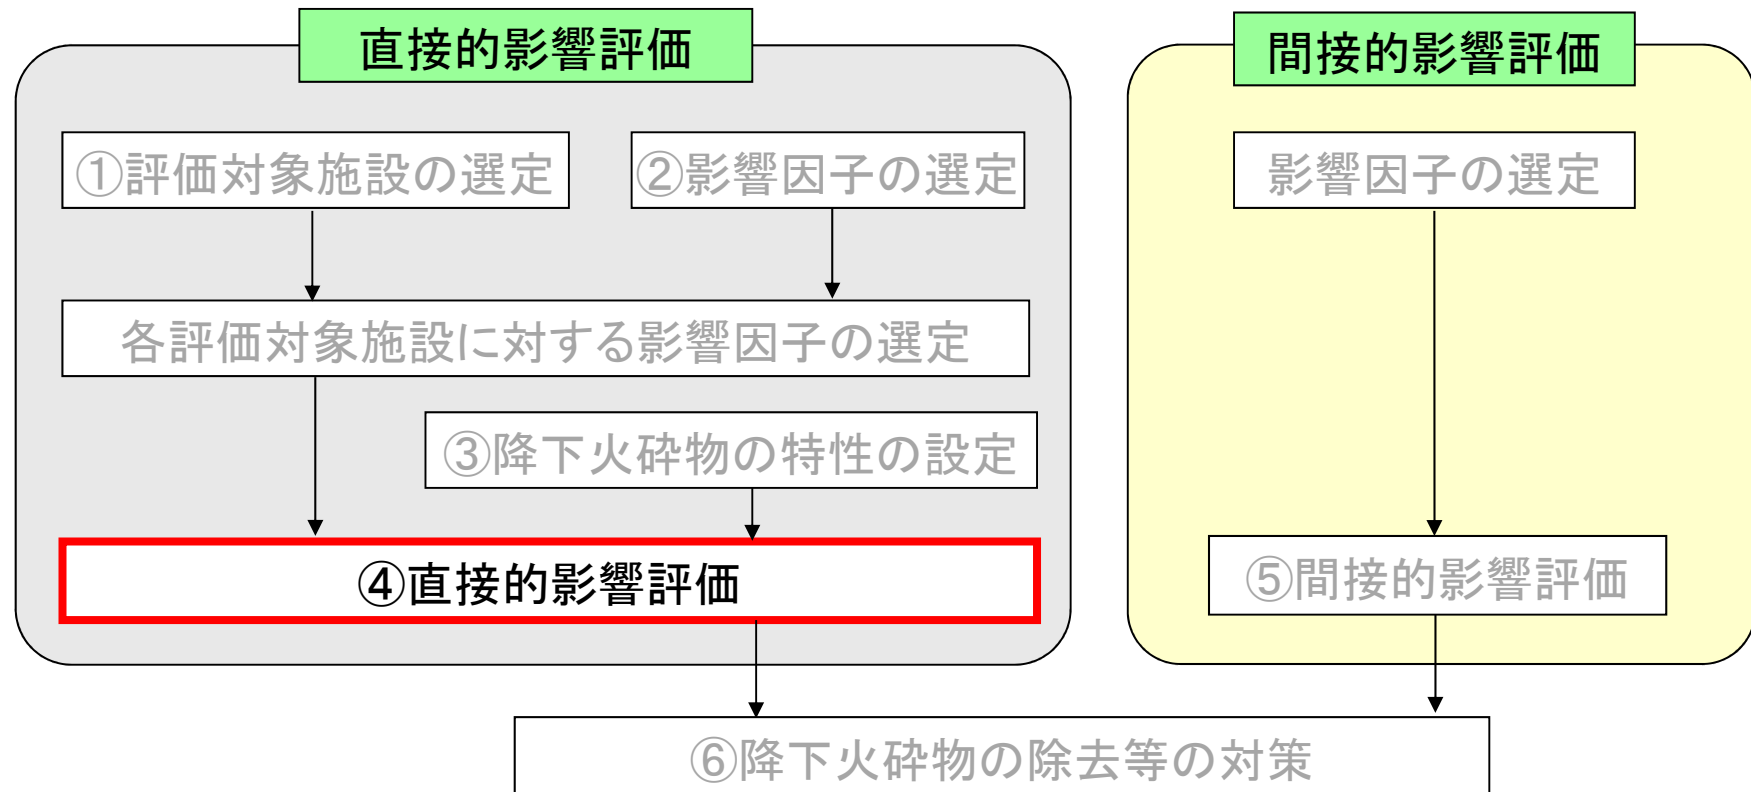 直接的影響評価
間接的影響評価
①評価対象施設の選定
②影響因子の選定
影響因子の選定
各評価対象施設に対する影響因子の選定
③降下火砕物の特性の設定
④直接的影響評価
⑤間接的影響評価
⑥降下火砕物の除去等の対策